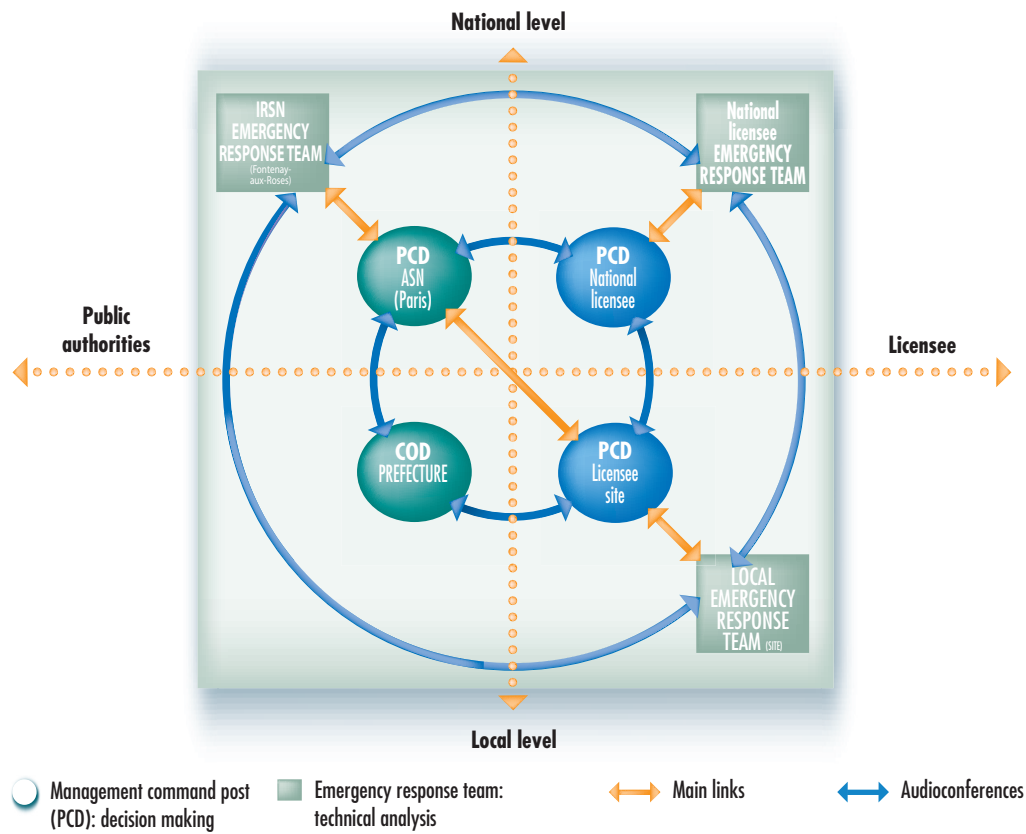 National level
IRSN
EMERGENCY
RESPONSE TEAM
(Fontenay-
aux-Roses)
National
licensee
EMERGENCY
RESPONSE TEAM
PCD
ASN
(Paris)
PCD
National
licensee
Public
authorities
Licensee
COD
PREFECTURE
PCD
Licensee
site
LOCAL
EMERGENCY
RESPONSE
TEAM (SITE)
Local level
Management command post
(PCD): decision making
Emergency response team:
technical analysis
Main links
Audioconferences